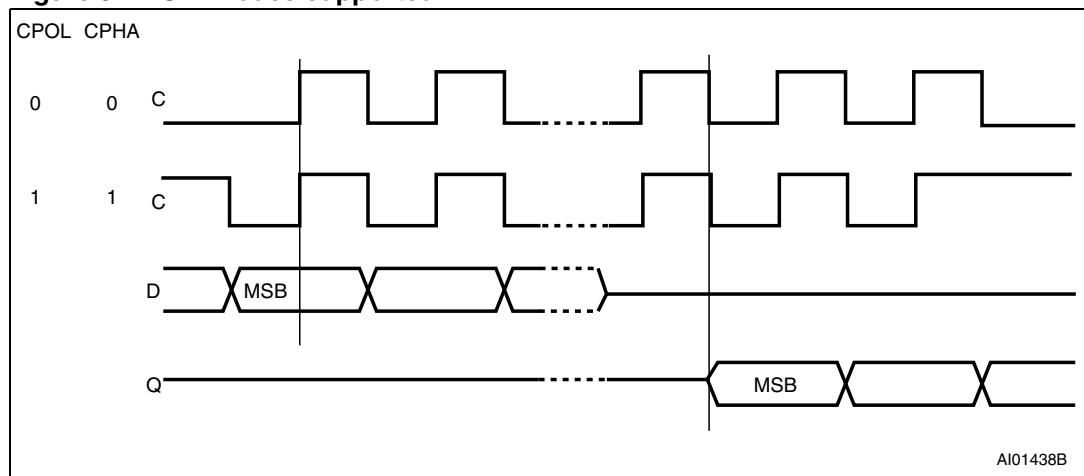 CPOL CPHA
0 0 C
1 1 C
D MSB
Q MSB
AI01438B